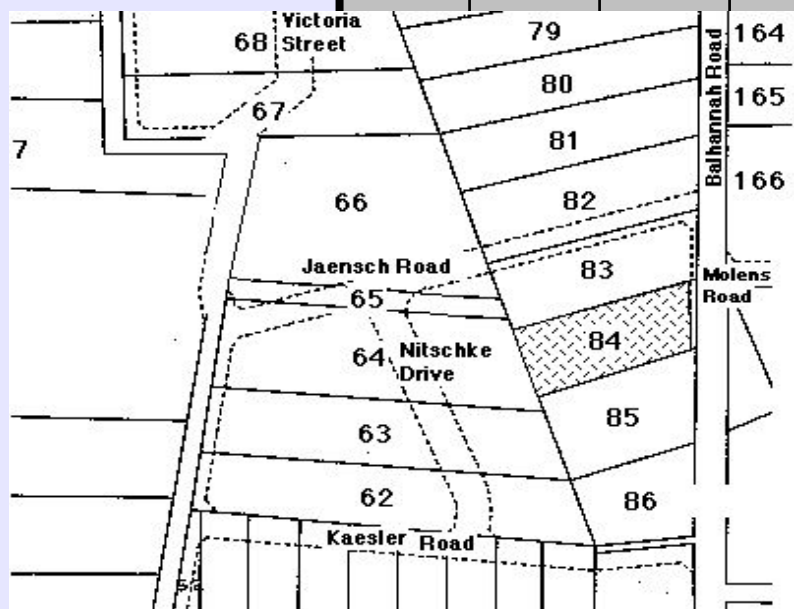 Victoria
Street
68
79
164
80
165
67
81
7
Balhannah Road
166
66
82
Jaensch Road
83
Molens
Road
65
84
64
Nitschke
Drive
85
63
62
86
Kaesler Road